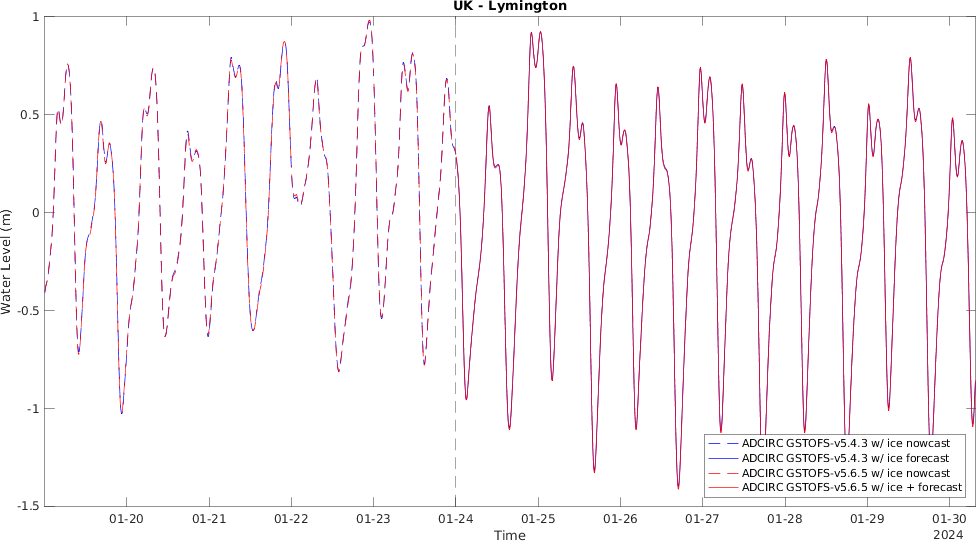 UK - Lymington
1
0.5
0
-0.5
-1
-1.5
Water Level (m)
ADCIRC GSTOFS-v5.4.3 w/ ice nowcast
ADCIRC GSTOFS-v5.4.3 w/ ice forecast
ADCIRC GSTOFS-v5.6.5 w/ ice nowcast
ADCIRC GSTOFS-v5.6.5 w/ ice + forecast
01-20 01-21 01-22 01-23 01-24 01-25 01-26 01-27 01-28 01-29 01-30
2024
Time